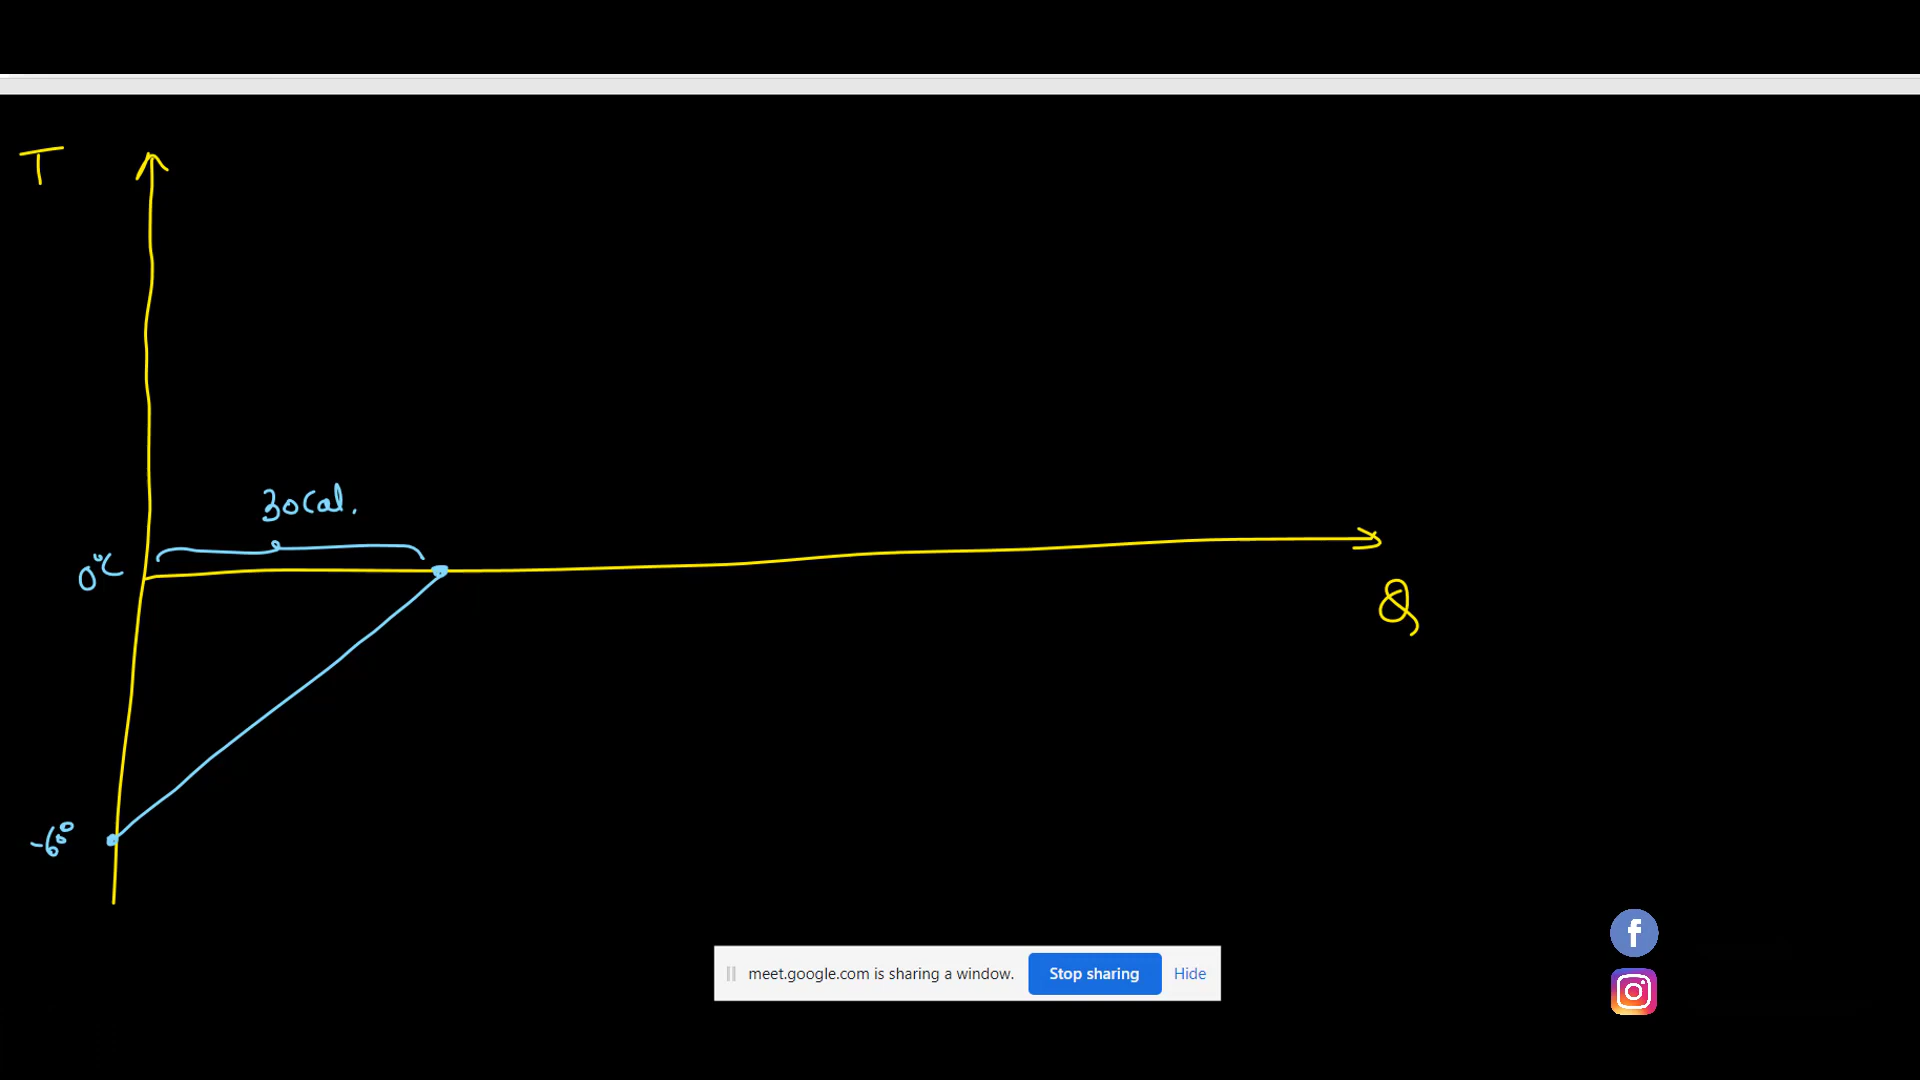 T
30Cal.
0°C
Q
-60°
meet.google.com is sharing a window. Stop sharing Hide